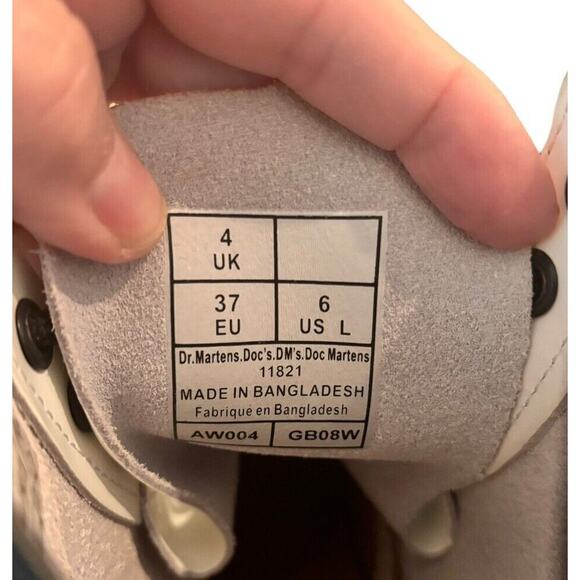 4
UK
37
EU
6
US L
Dr.Martens.Doc's.DM's.Doc Martens
11821
MADE IN BANGLADESH
Fabrique en Bangladesh
AW004 GB08W